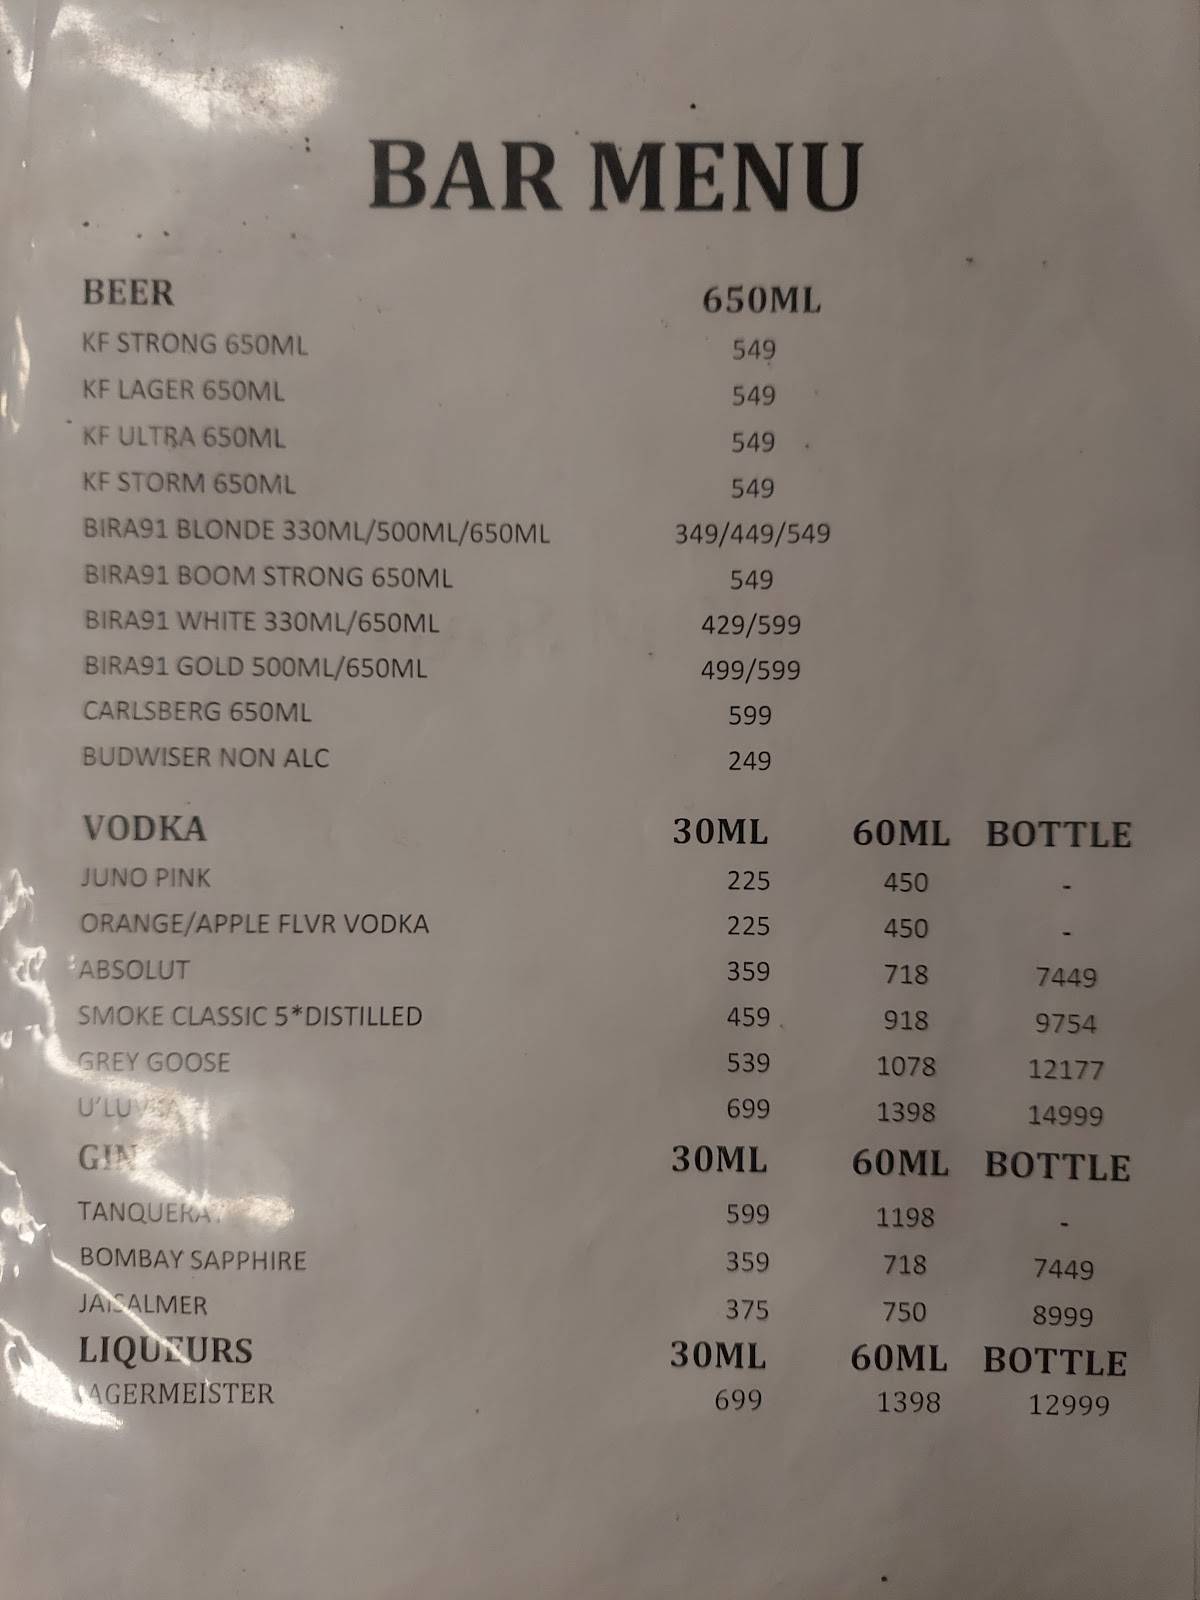 BAR MENU
BEER 650ML
KF STRONG 650ML 549
KF LAGER 650ML 549
KF ULTRA 650ML 549
KF STORM 650ML 549
BIRA91 BLONDE 330ML/500ML/650ML 349/449/549
BIRA91 BOOM STRONG 650ML 549
BIRA91 WHITE 330ML/650ML 429/599
BIRA91 GOLD 500ML/650ML 499/599
CARLSBERG 650ML 599
BUDWISER NON ALC 249
VODKA 30ML 60ML BOTTLE
JUNO PINK 225 450 -
ORANGE/APPLE FLVR VODKA 225 450 -
ABSOLUT 359 718 7449
SMOKE CLASSIC 5*DISTILLED 459 918 9754
GREY GOOSE 539 1078 12177
699 1398 14999
GIN 30ML 60ML BOTTLE
TANQUERAY 599 1198 -
BOMBAY SAPPHIRE 359 718 7449
JAISALMER 375 750 8999
LIQUEURS 30ML 60ML BOTTLE
JAGERMEISTER 699 1398 12999